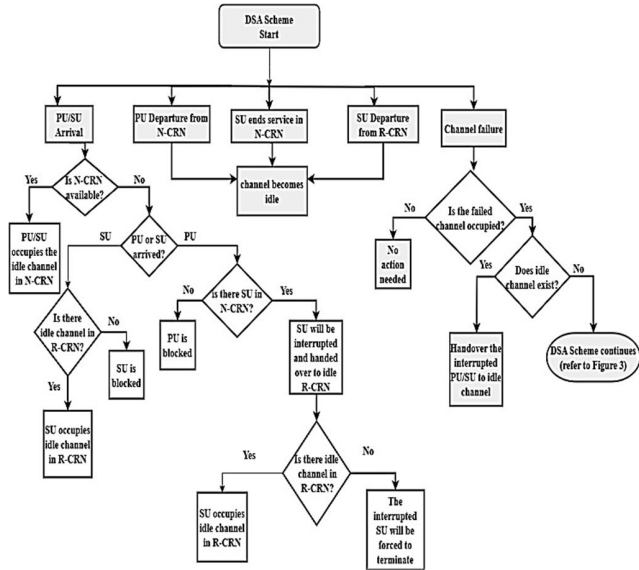 DSA Scheme
Start
PU/SU
Arrival
PU Departure from
N-CRN
SU ends service in
N-CRN
SU Departure
from R-CRN
Channel failure
channel becomes
idle
Yes
Is N-CRN
available?
No
PU/SU
occupies the
idle channel
in N-CRN
SU
PU or SU
arrived?
PU
No
Is the failed
channel occupied?
Yes
No
action
needed
Yes
Does idle
channel exist?
No
Is there
idle channel in
R-CRN?
No
Yes
SU is
blocked
SU occupies
idle channel
in R-CRN
No
is there SU in
N-CRN?
Yes
PU is
blocked
SU will be
interrupted
and handed
over to idle
R-CRN
Handover the
interrupted
PU/SU to idle
channel
DSA Scheme continues
(refer to Figure 3)
Yes
Is there idle
channel in
R-CRN?
No
SU occupies
idle channel
in R-CRN
The
interrupted
SU will be
forced to
terminate